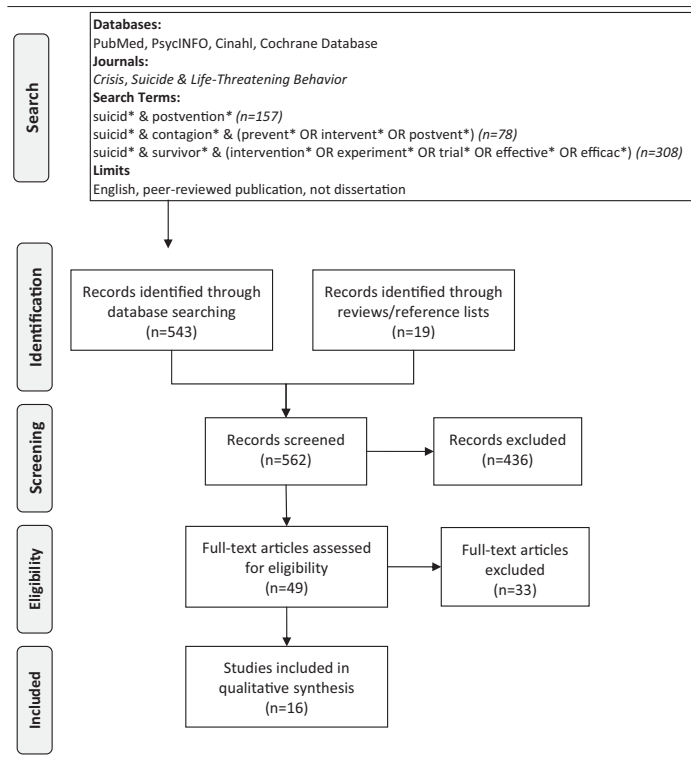 Search
Databases:
PubMed, PsycINFO, Cinahl, Cochrane Database
Journals:
Crisis, Suicide & Life-Threatening Behavior
Search Terms:
suicid* & postvention* (n=157)
suicid* & contagion* & (prevent* OR intervent* OR postvent*) (n=78)
suicid* & survivor* & (intervention* OR experiment* OR trial* OR effective* OR efficac*) (n=308)
Limits
English, peer-reviewed publication, not dissertation
Identification
Records identified through
database searching
(n=543)
Records identified through
reviews/reference lists
(n=19)
Screening
Records screened
(n=562)
Records excluded
(n=436)
Eligibility
Full-text articles assessed
for eligibility
(n=49)
Full-text articles
excluded
(n=33)
Included
Studies included in
qualitative synthesis
(n=16)